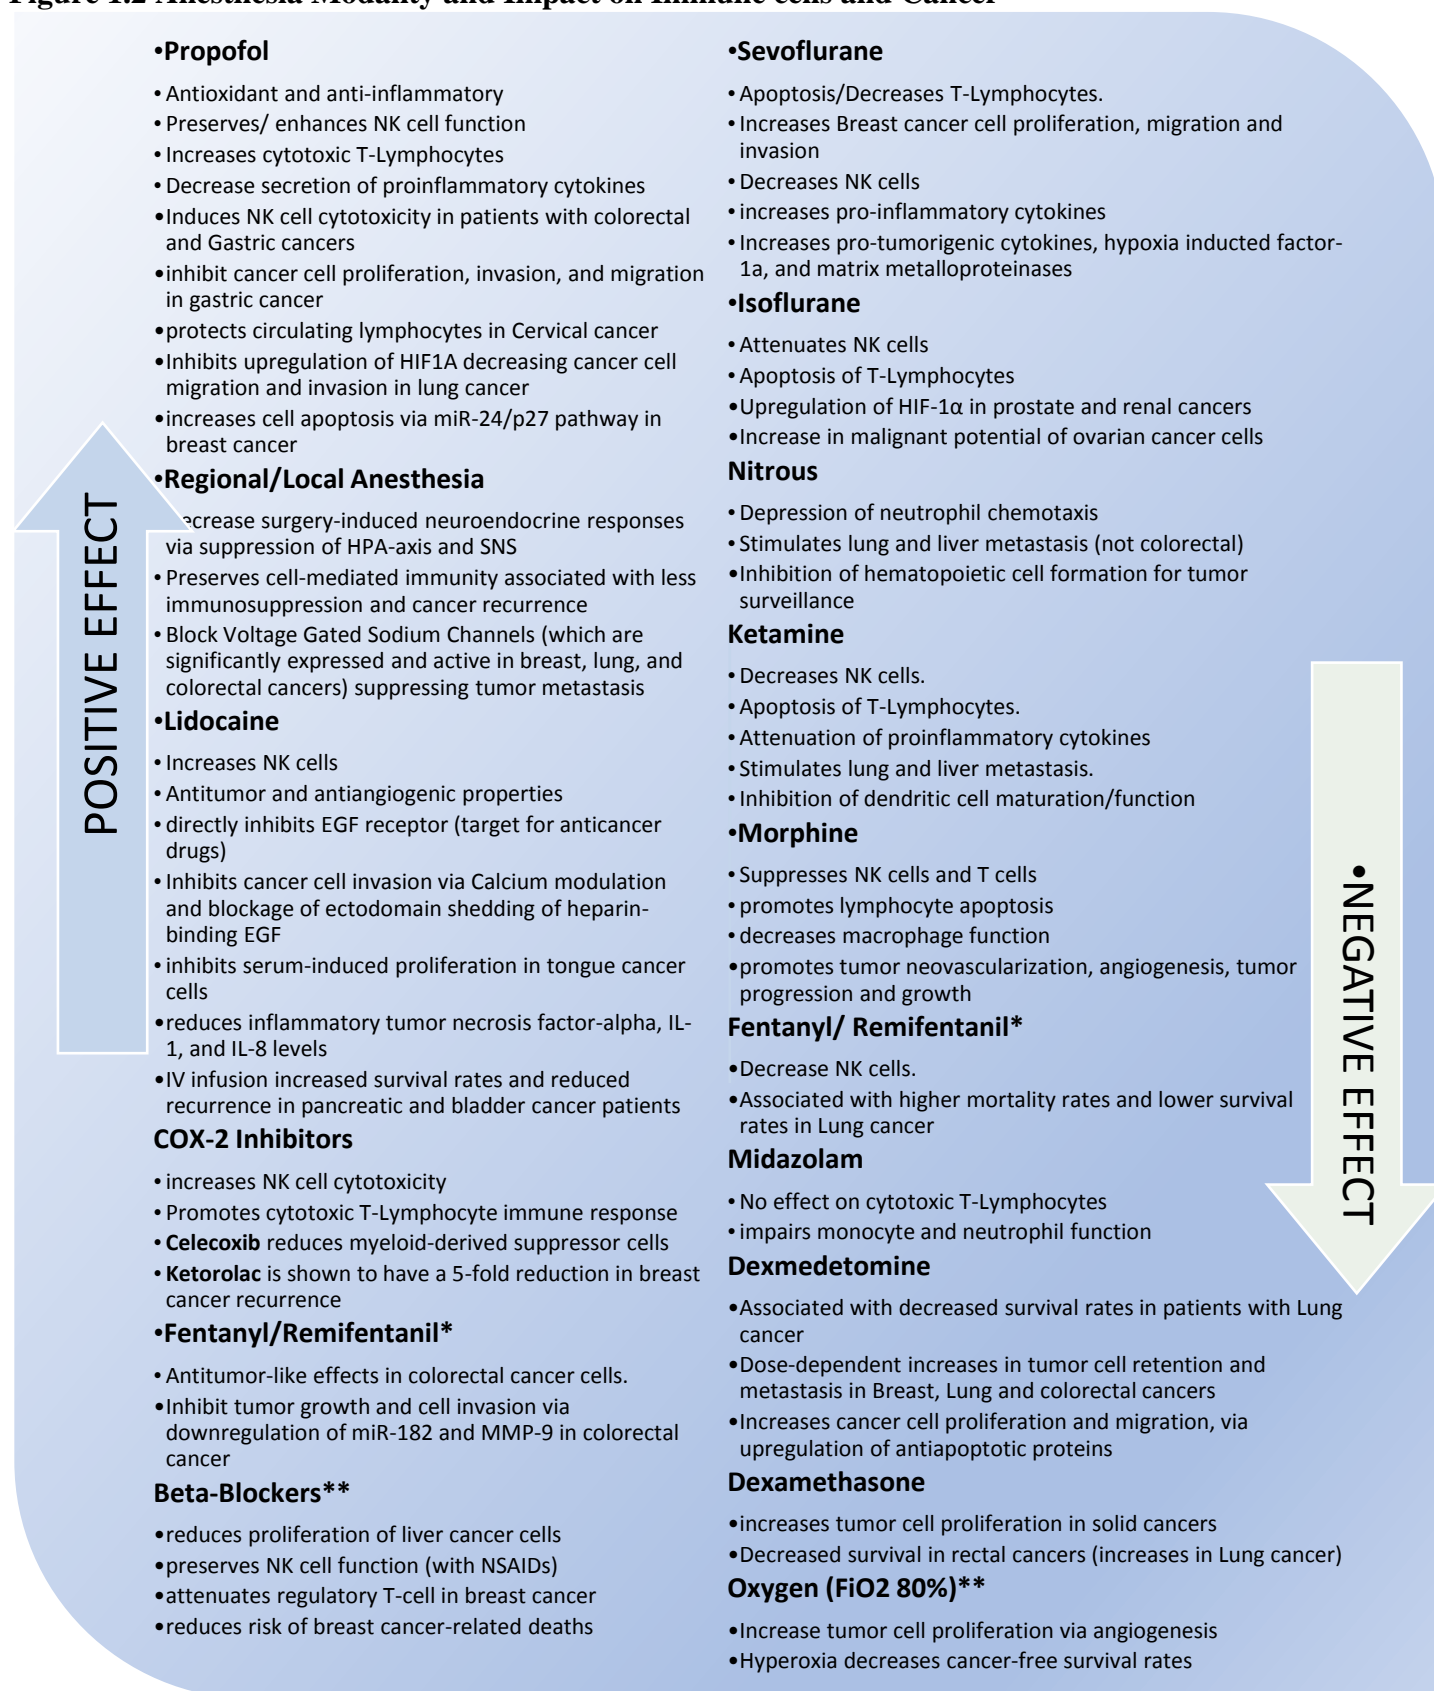 Figure 1.2 Anesthesia Modality and Impact on Immune cells and Cancer
•Propofol
• Antioxidant and anti-inflammatory
• Preserves/ enhances NK cell function
• Increases cytotoxic T-Lymphocytes
• Decrease secretion of proinflammatory cytokines
•Induces NK cell cytotoxicity in patients with colorectal
and Gastric cancers
•inhibit cancer cell proliferation, invasion, and migration
in gastric cancer
•protects circulating lymphocytes in Cervical cancer
•Inhibits upregulation of HIF1A decreasing cancer cell
migration and invasion in lung cancer
•increases cell apoptosis via miR-24/p27 pathway in
breast cancer
•Regional/Local Anesthesia
ecrease surgery-induced neuroendocrine responses
via suppression of HPA-axis and SNS
• Preserves cell-mediated immunity associated with less
immunosuppression and cancer recurrence
• Block Voltage Gated Sodium Channels (which are
significantly expressed and active in breast, lung, and
colorectal cancers) suppressing tumor metastasis
•Lidocaine
• Increases NK cells
• Antitumor and antiangiogenic properties
• directly inhibits EGF receptor (target for anticancer
drugs)
• Inhibits cancer cell invasion via Calcium modulation
and blockage of ectodomain shedding of heparin-
binding EGF
• inhibits serum-induced proliferation in tongue cancer
cells
•reduces inflammatory tumor necrosis factor-alpha, IL-
1, and IL-8 levels
•IV infusion increased survival rates and reduced
recurrence in pancreatic and bladder cancer patients
COX-2 Inhibitors
• increases NK cell cytotoxicity
• Promotes cytotoxic T-Lymphocyte immune response
• Celecoxib reduces myeloid-derived suppressor cells
• Ketorolac is shown to have a 5-fold reduction in breast
cancer recurrence
•Fentanyl/Remifentanil*
• Antitumor-like effects in colorectal cancer cells.
•Inhibit tumor growth and cell invasion via
downregulation of miR-182 and MMP-9 in colorectal
cancer
Beta-Blockers**
•reduces proliferation of liver cancer cells
•preserves NK cell function (with NSAIDs)
•attenuates regulatory T-cell in breast cancer
•reduces risk of breast cancer-related deaths
POSITIVE EFFECT
•Sevoflurane
• Apoptosis/Decreases T-Lymphocytes.
• Increases Breast cancer cell proliferation, migration and
invasion
• Decreases NK cells
• increases pro-inflammatory cytokines
• Increases pro-tumorigenic cytokines, hypoxia inducted factor-
1a, and matrix metalloproteinases
•Isoflurane
• Attenuates NK cells
• Apoptosis of T-Lymphocytes
•Upregulation of HIF-1α in prostate and renal cancers
•Increase in malignant potential of ovarian cancer cells
Nitrous
• Depression of neutrophil chemotaxis
• Stimulates lung and liver metastasis (not colorectal)
•Inhibition of hematopoietic cell formation for tumor
surveillance
Ketamine
• Decreases NK cells.
• Apoptosis of T-Lymphocytes.
• Attenuation of proinflammatory cytokines
• Stimulates lung and liver metastasis.
• Inhibition of dendritic cell maturation/function
•Morphine
• Suppresses NK cells and T cells
• promotes lymphocyte apoptosis
• decreases macrophage function
•promotes tumor neovascularization, angiogenesis, tumor
progression and growth
Fentanyl/ Remifentanil*
•Decrease NK cells.
•Associated with higher mortality rates and lower survival
rates in Lung cancer
Midazolam
• No effect on cytotoxic T-Lymphocytes
• impairs monocyte and neutrophil function
Dexmedetomine
•Associated with decreased survival rates in patients with Lung
cancer
•Dose-dependent increases in tumor cell retention and
metastasis in Breast, Lung and colorectal cancers
•Increases cancer cell proliferation and migration, via
upregulation of antiapoptotic proteins
Dexamethasone
•increases tumor cell proliferation in solid cancers
•Decreased survival in rectal cancers (increases in Lung cancer)
Oxygen (FiO2 80%)**
•Increase tumor cell proliferation via angiogenesis
•Hyperoxia decreases cancer-free survival rates
•NEGATIVE EFFECT